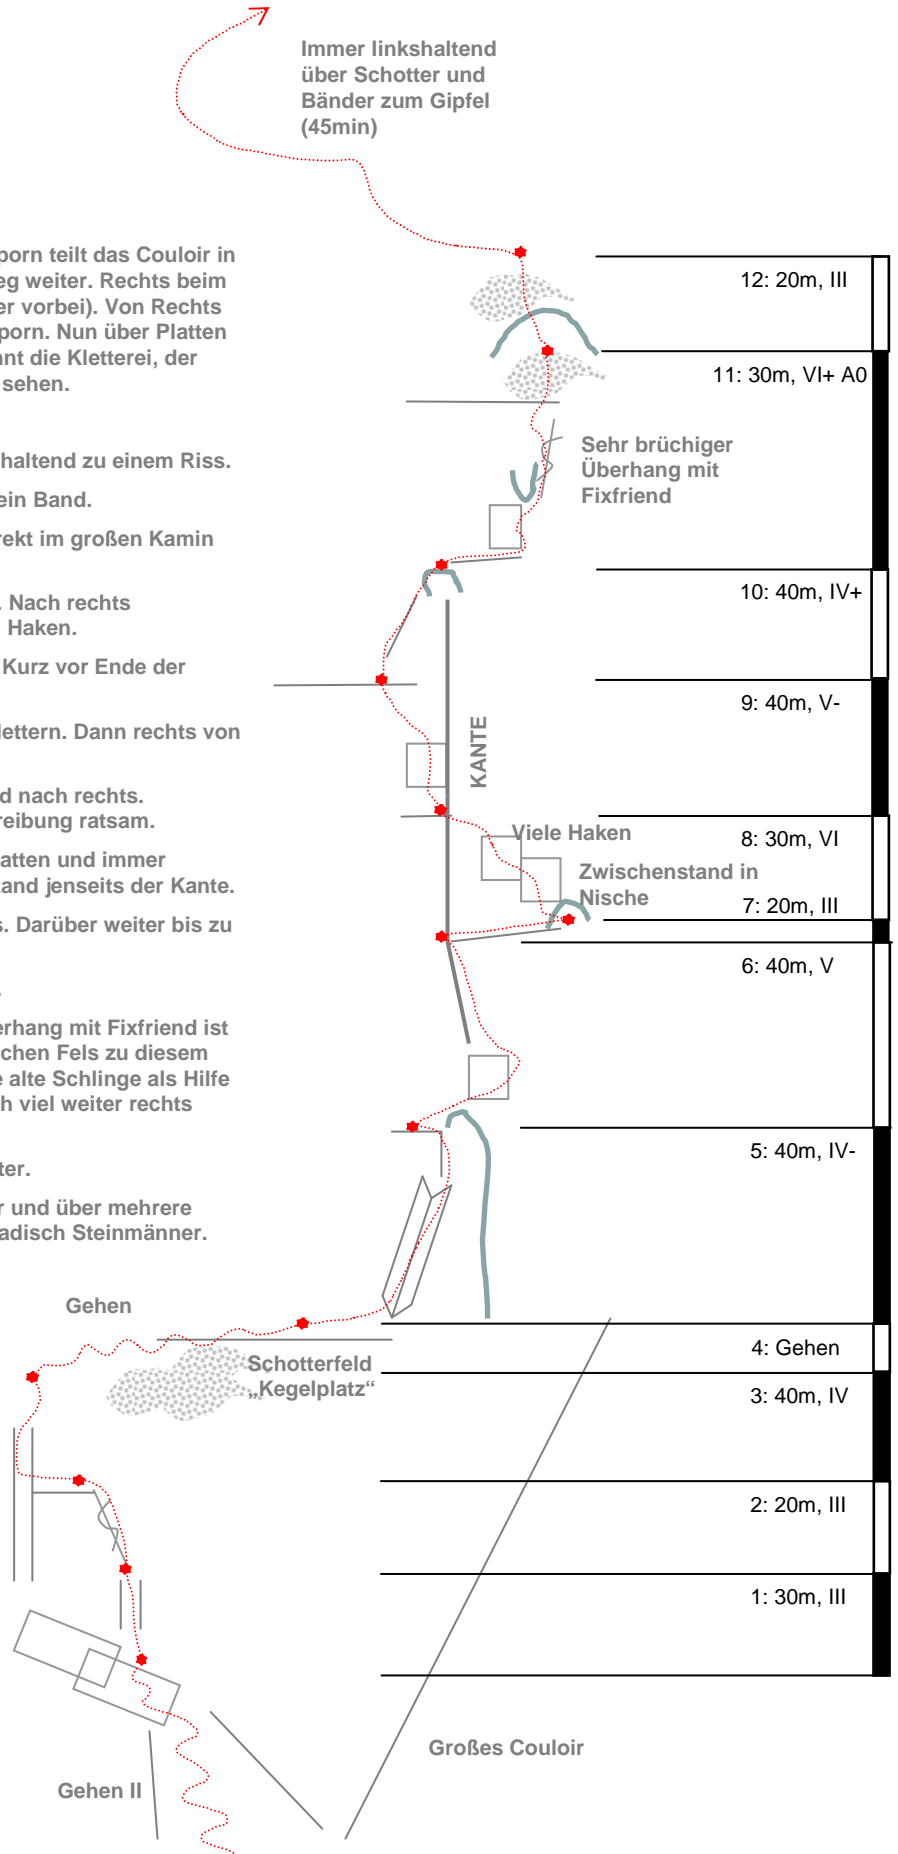 Immer linkshaltend
über Schotter und
Bänder zum Gipfel
(45min)
porn teilt das Couloir in
eg weiter. Rechts beim
er vorbei). Von Rechts
porn. Nun über Platten
nnt die Kletterei, der
sehen.
haltend zu einem Riss.
ein Band.
rekt im großen Kamin
. Nach rechts
Haken.
Kurz vor Ende der
lettern. Dann rechts von
d nach rechts.
reibung ratsam.
atten und immer
tand jenseits der Kante.
s. Darüber weiter bis zu
.
erhang mit Fixfriend ist
ichen Fels zu diesem
e alte Schlinge als Hilfe
h viel weiter rechts
ter.
r und über mehrere
adisch Steinmänner.
12: 20m, III
11: 30m, VI+ A0
Sehr brüchiger
Überhang mit
Fixfriend
10: 40m, IV+
9: 40m, V-
KANTE
Viele Haken
8: 30m, VI
Zwischenstand in
Nische
7: 20m, III
6: 40m, V
5: 40m, IV-
Gehen
4: Gehen
Schotterfeld
„Kegelplatz“
3: 40m, IV
2: 20m, III
1: 30m, III
Großes Couloir
Gehen II